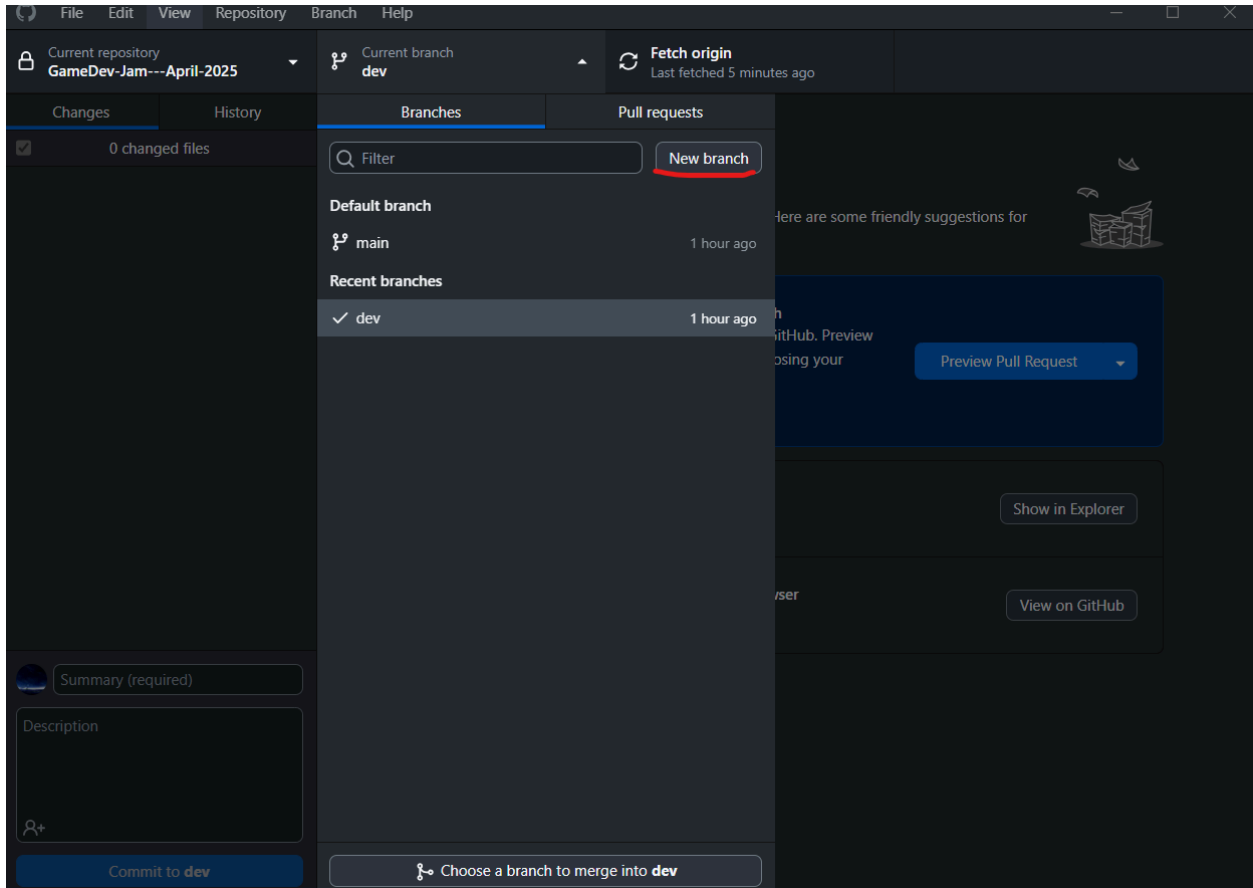 File Edit View Repository Branch Help
Current repository
GameDev-Jam---April-2025
Current branch
dev
Fetch origin
Last fetched 5 minutes ago
Changes History
0 changed files
Branches Pull requests
Filter
New branch
Default branch
main 1 hour ago
Recent branches
dev 1 hour ago
Choose a branch to merge into dev
Here are some friendly suggestions for
h
GitHub. Preview
osing your
Preview Pull Request
Show in Explorer
wser
View on GitHub
Summary (required)
Description
Commit to dev